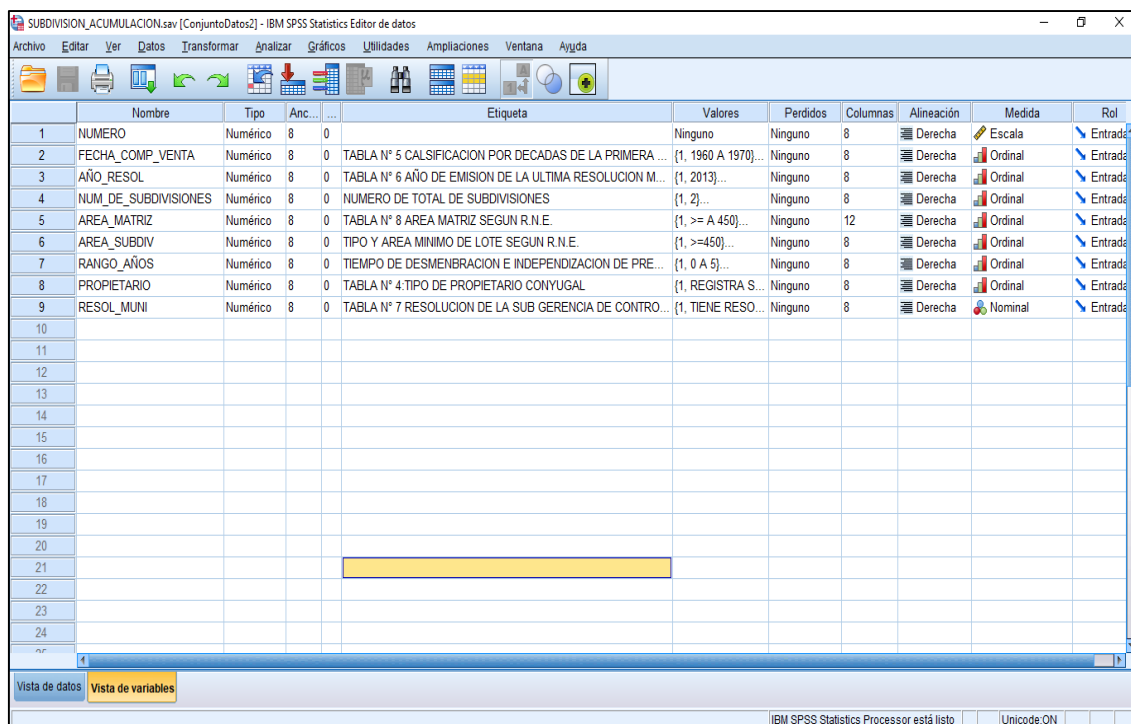 SUBDIVISION_ACUMULACION.sav [ConjuntoDatos2] - IBM SPSS Statistics Editor de datos
Archivo Editar Ver Datos Transformar Analizar Gráficos Utilidades Ampliaciones Ventana Ayuda
Nombre Tipo Anc... ... Etiqueta Valores Perdidos Columnas Alineación Medida Rol
1 NUMERO Numérico 8 0 Ninguno Ninguno 8 Derecha Escala Entrada
2 FECHA_COMP_VENTA Numérico 8 0 TABLA N° 5 CALSIFICACION POR DECADAS DE LA PRIMERA ... {1, 1960 A 1970}... Ninguno 8 Derecha Ordinal Entrada
3 AÑO_RESOL Numérico 8 0 TABLA N° 6 AÑO DE EMISION DE LA ULTIMA RESOLUCION M... {1, 2013}... Ninguno 8 Derecha Ordinal Entrada
4 NUM_DE_SUBDIVISIONES Numérico 8 0 NUMERO DE TOTAL DE SUBDIVISIONES {1, 2}... Ninguno 8 Derecha Ordinal Entrada
5 AREA_MATRIZ Numérico 8 0 TABLA N° 8 AREA MATRIZ SEGUN R.N.E. {1, >= A 450}... Ninguno 12 Derecha Ordinal Entrada
6 AREA_SUBDIV Numérico 8 0 TIPO Y AREA MINIMO DE LOTE SEGUN R.N.E. {1, >=450}... Ninguno 8 Derecha Ordinal Entrada
7 RANGO_AÑOS Numérico 8 0 TIEMPO DE DESMENBRACION E INDEPENDIZACION DE PRE... {1, 0 A 5}... Ninguno 8 Derecha Ordinal Entrada
8 PROPIETARIO Numérico 8 0 TABLA N° 4:TIPO DE PROPIETARIO CONYUGAL {1, REGISTRA S... Ninguno 8 Derecha Ordinal Entrada
9 RESOL_MUNI Numérico 8 0 TABLA N° 7 RESOLUCION DE LA SUB GERENCIA DE CONTRO... {1, TIENE RESO... Ninguno 8 Derecha Nominal Entrada
10
11
12
13
14
15
16
17
18
19
20
21
22
23
24
Vista de datos Vista de variables
IBM SPSS Statistics Processor está listo Unicode:ON